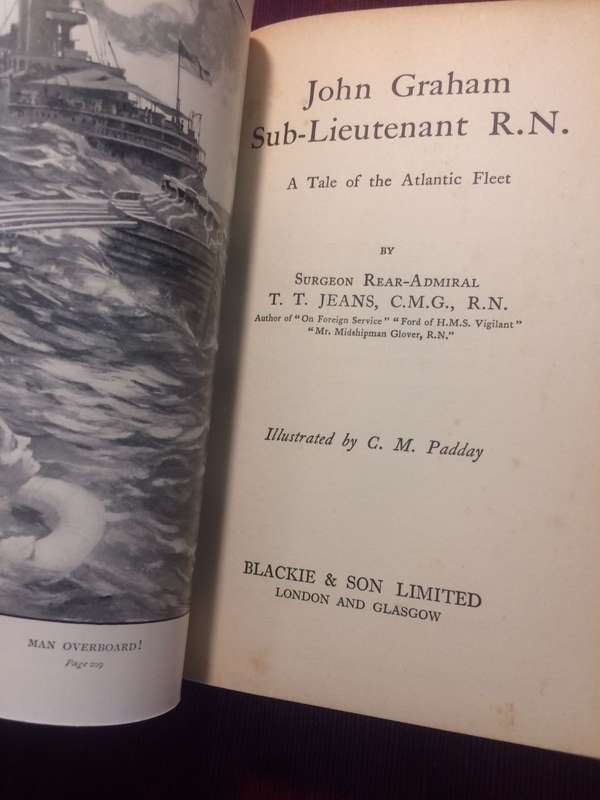 John Graham
Sub-Lieutenant R.N.
A Tale of the Atlantic Fleet
BY
SURGEON REAR-ADMIRAL
T. T. JEANS, C.M.G., R.N.
Author of "On Foreign Service" "Ford of H.M.S. Vigilant"
"Mr. Midshipman Glover, R.N."
Illustrated by C. M. Padday
BLACKIE & SON LIMITED
LONDON AND GLASGOW
MAN OVERBOARD!
Page 209